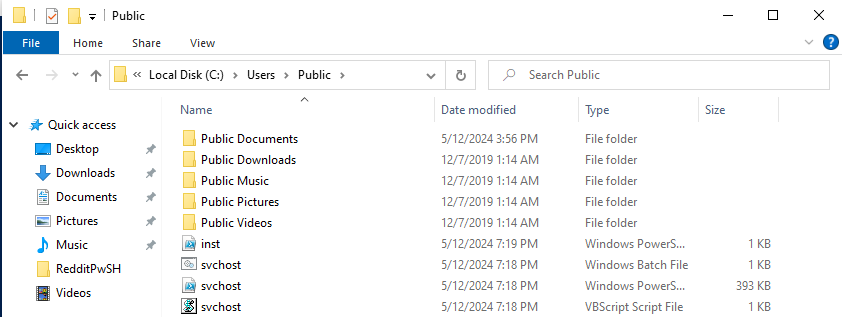 Public
File Home Share View
« Local Disk (C:) > Users > Public > Search Public
Name Date modified Type Size
Quick access
Desktop
Downloads
Documents
Pictures
Music
RedditPwSH
Videos
Public Documents 5/12/2024 3:56 PM File folder
Public Downloads 12/7/2019 1:14 AM File folder
Public Music 12/7/2019 1:14 AM File folder
Public Pictures 12/7/2019 1:14 AM File folder
Public Videos 12/7/2019 1:14 AM File folder
inst 5/12/2024 7:19 PM Windows PowerS... 1 KB
svchost 5/12/2024 7:18 PM Windows Batch File 1 KB
svchost 5/12/2024 7:18 PM Windows PowerS... 393 KB
svchost 5/12/2024 7:18 PM VBScript Script File 1 KB